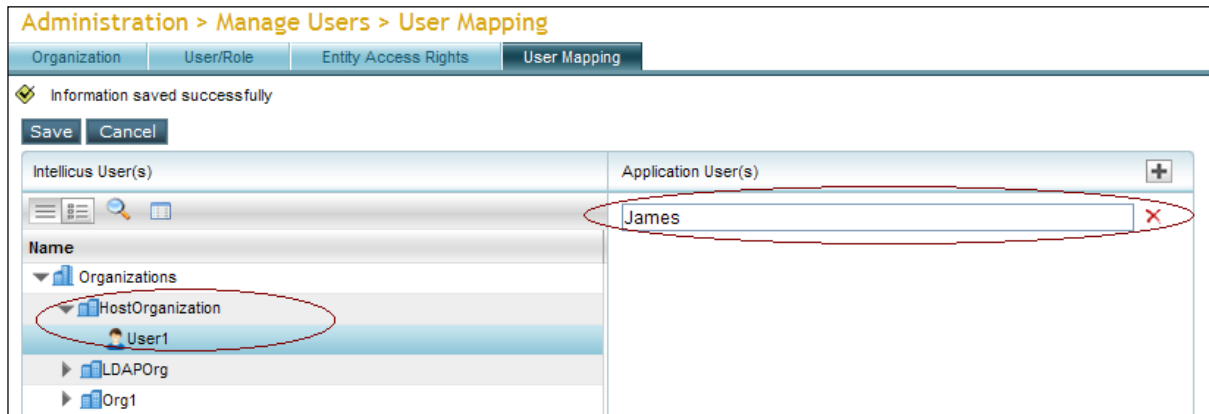 Administration > Manage Users > User Mapping
Organization User/Role Entity Access Rights User Mapping
Information saved successfully
Save Cancel
Intellicus User(s) Application User(s)
James
Name
Organizations
HostOrganization
User1
LDAPOrg
Org1